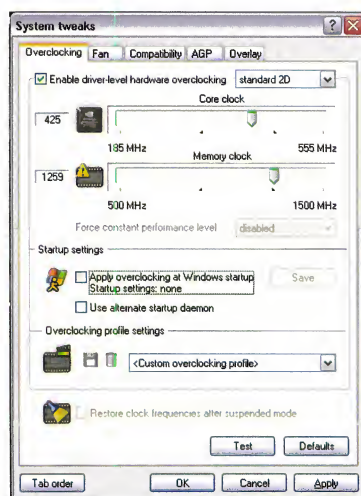 System tweaks
Overclocking Fan Compatibility AGP Overlay
Enable driver-level hardware overclocking standard 2D
Core clock
425
185 MHz 555 MHz
Memory clock
1259
500 MHz 1500 MHz
Force constant performance level disabled
Startup settings
Apply overclocking at Windows startup Save
Startup settings: none
Use alternate startup daemon
Overclocking profile settings
<Custom overclocking profile>
Restore clock frequencies after suspended mode
Test Defaults
Tab order OK Cancel Apply